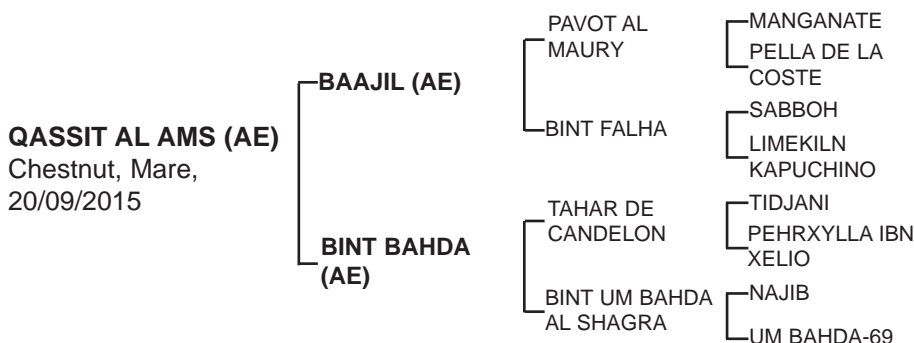 QASSIT AL AMS (AE)
Chestnut, Mare,
20/09/2015
BAAJIL (AE)
BINT BAHDA
(AE)
PAVOT AL
MAURY
BINT FALHA
TAHAR DE
CANDELON
BINT UM BAHDA
AL SHAGRA
MANGANATE
PELLA DE LA
COSTE
SABBOH
LIMEKILN
KAPUCHINO
TIDJANI
PEHRXYLLA IBN
XELIO
NAJIB
UM BAHDA-69